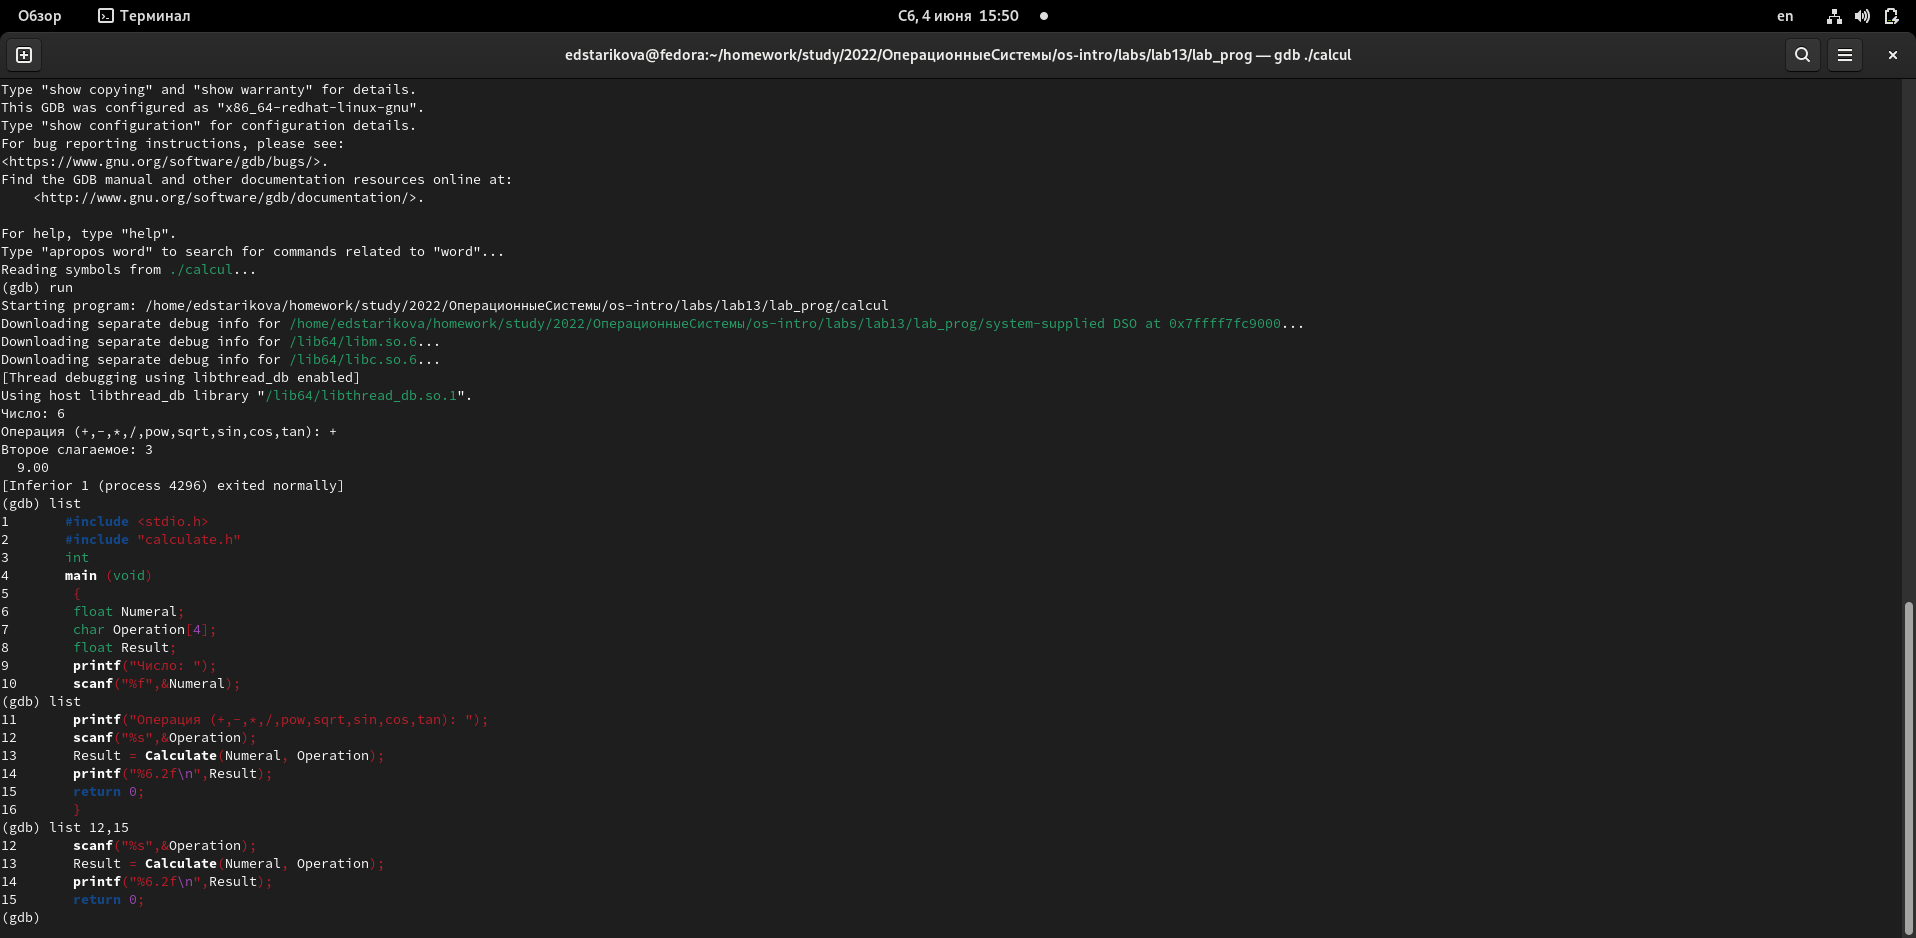 Обзор Терминал Сб, 4 июня 15:50 en
edstarikova@fedora:~/homework/study/2022/ОперационныеСистемы/os-intro/labs/lab13/lab_prog — gdb ./calcul
Type "show copying" and "show warranty" for details.
This GDB was configured as "x86_64-redhat-linux-gnu".
Type "show configuration" for configuration details.
For bug reporting instructions, please see:
<https://www.gnu.org/software/gdb/bugs/>.
Find the GDB manual and other documentation resources online at:
    <http://www.gnu.org/software/gdb/documentation/>.
For help, type "help".
Type "apropos word" to search for commands related to "word"...
Reading symbols from ./calcul...
(gdb) run
Starting program: /home/edstarikova/homework/study/2022/ОперационныеСистемы/os-intro/labs/lab13/lab_prog/calcul
Downloading separate debug info for /home/edstarikova/homework/study/2022/ОперационныеСистемы/os-intro/labs/lab13/lab_prog/system-supplied DSO at 0x7ffff7fc9000...
Downloading separate debug info for /lib64/libm.so.6...
Downloading separate debug info for /lib64/libc.so.6...
[Thread debugging using libthread_db enabled]
Using host libthread_db library "/lib64/libthread_db.so.1".
Число: 6
Операция (+,-,*,/,pow,sqrt,sin,cos,tan): +
Второе слагаемое: 3
  9.00
[Inferior 1 (process 4296) exited normally]
(gdb) list
1       #include <stdio.h>
2       #include "calculate.h"
3       int
4       main (void)
5        {
6        float Numeral;
7        char Operation[4];
8        float Result;
9        printf("Число: ");
10       scanf("%f",&Numeral);
(gdb) list
11       printf("Операция (+,-,*,/,pow,sqrt,sin,cos,tan): ");
12       scanf("%s",&Operation);
13       Result = Calculate(Numeral, Operation);
14       printf("%6.2f\n",Result);
15       return 0;
16       }
(gdb) list 12,15
12       scanf("%s",&Operation);
13       Result = Calculate(Numeral, Operation);
14       printf("%6.2f\n",Result);
15       return 0;
(gdb)